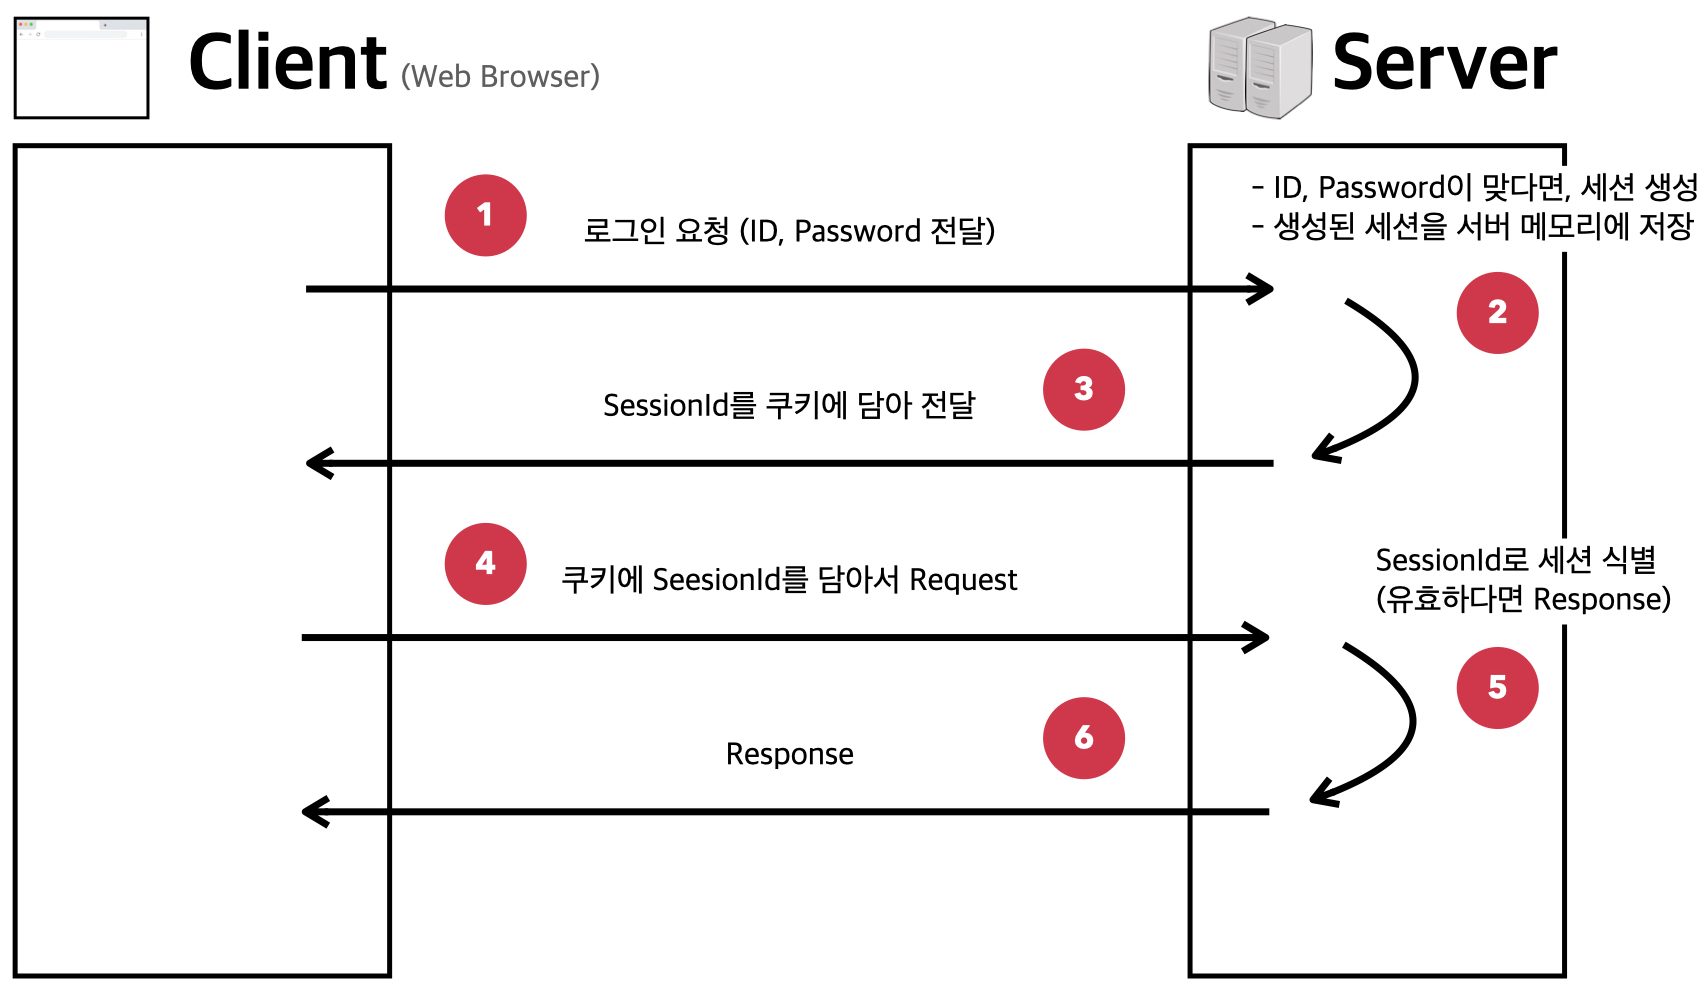 Client (Web Browser)
Server
- ID, Password이 맞다면, 세션 생성
- 생성된 세션을 서버 메모리에 저장
1
로그인 요청 (ID, Password 전달)
2
3
SessionId를 쿠키에 담아 전달
4
쿠키에 SeesionId를 담아서 Request
SessionId로 세션 식별
(유효하다면 Response)
5
6
Response